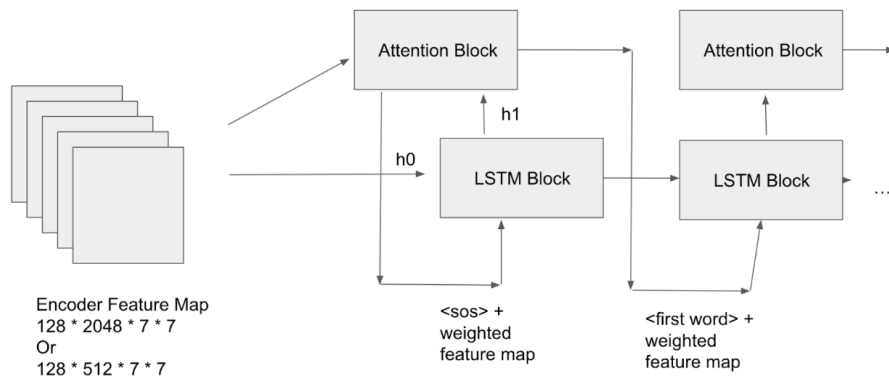 Attention Block
Attention Block
h1
h0
LSTM Block
LSTM Block
...
Encoder Feature Map
128 * 2048 * 7 * 7
Or
128 * 512 * 7 * 7
<sos> +
weighted
feature map
<first word> +
weighted
feature map